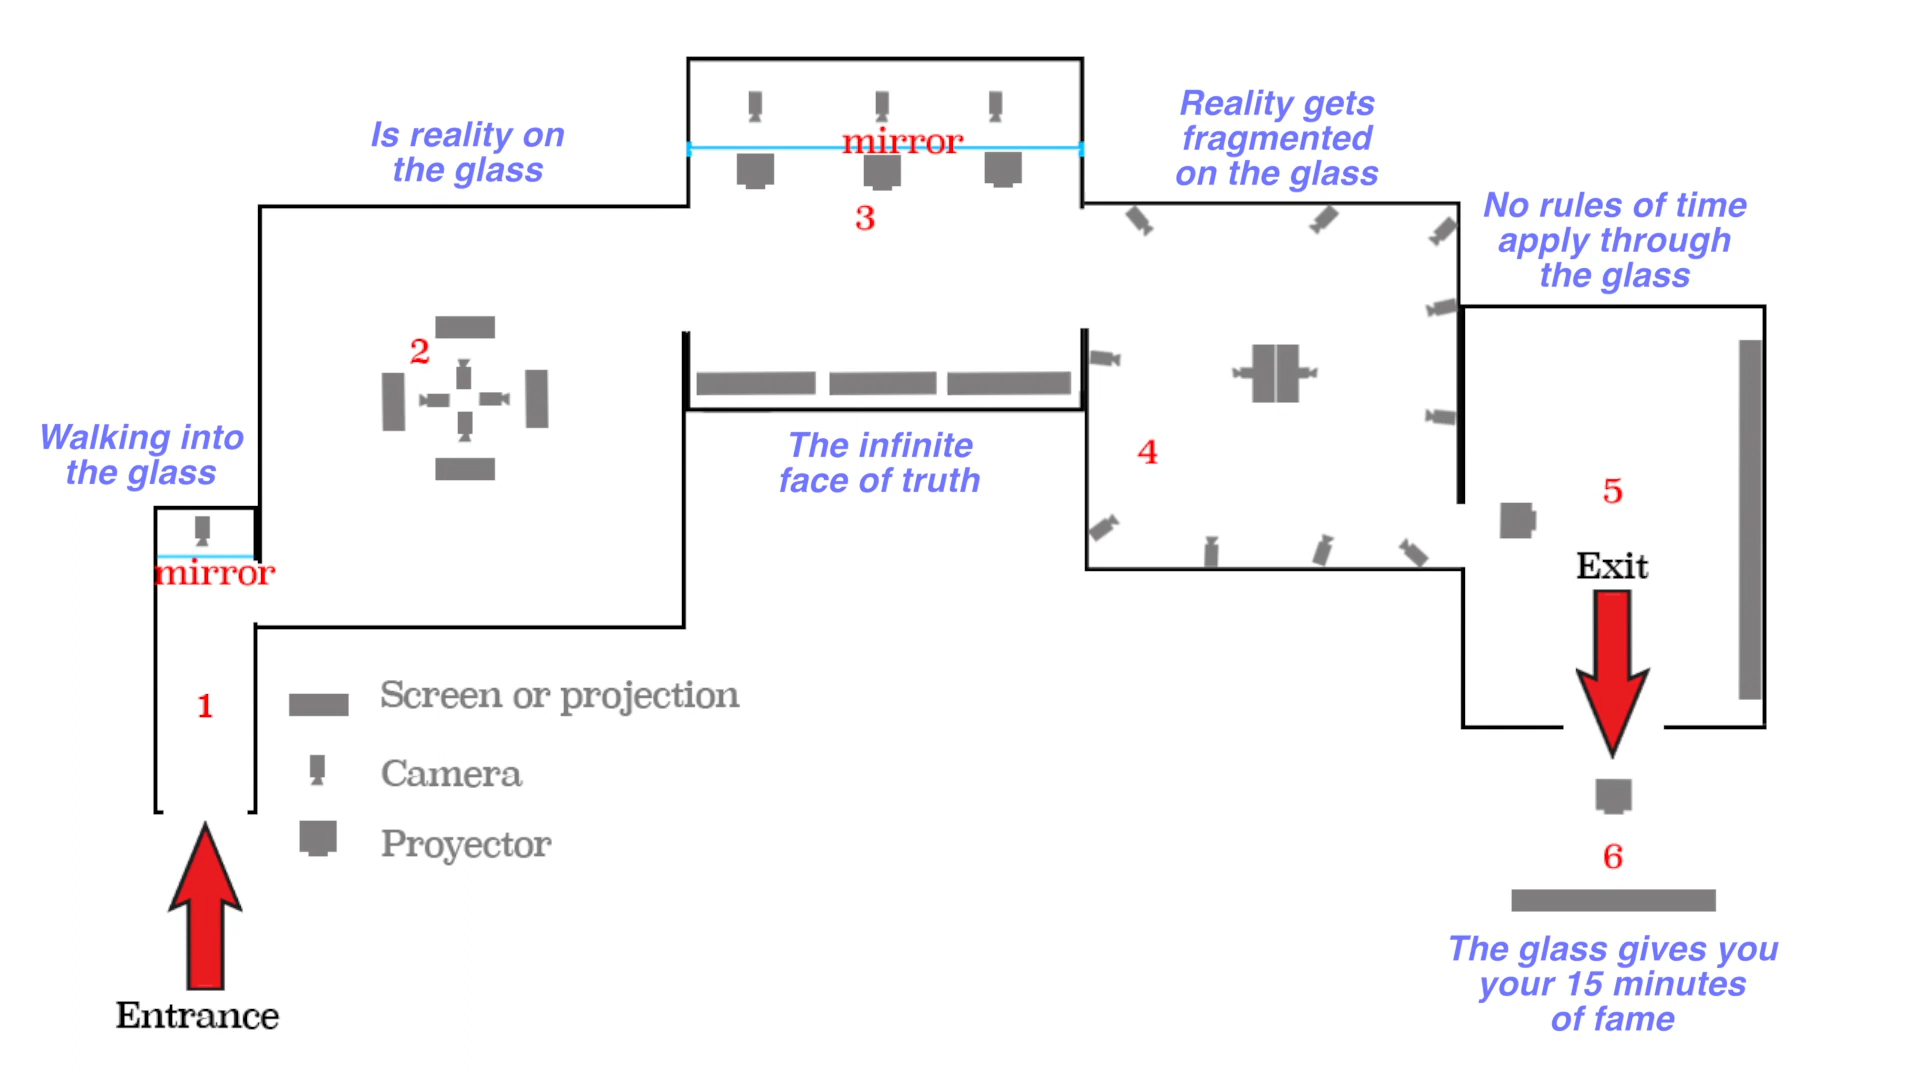 Is reality on
the glass
mirror
3
Reality gets
fragmented
on the glass
No rules of time
apply through
the glass
2
Walking into
the glass
mirror
The infinite
face of truth
4
5
Exit
1
Screen or projection
Camera
Proyector
6
The glass gives you
your 15 minutes
of fame
Entrance